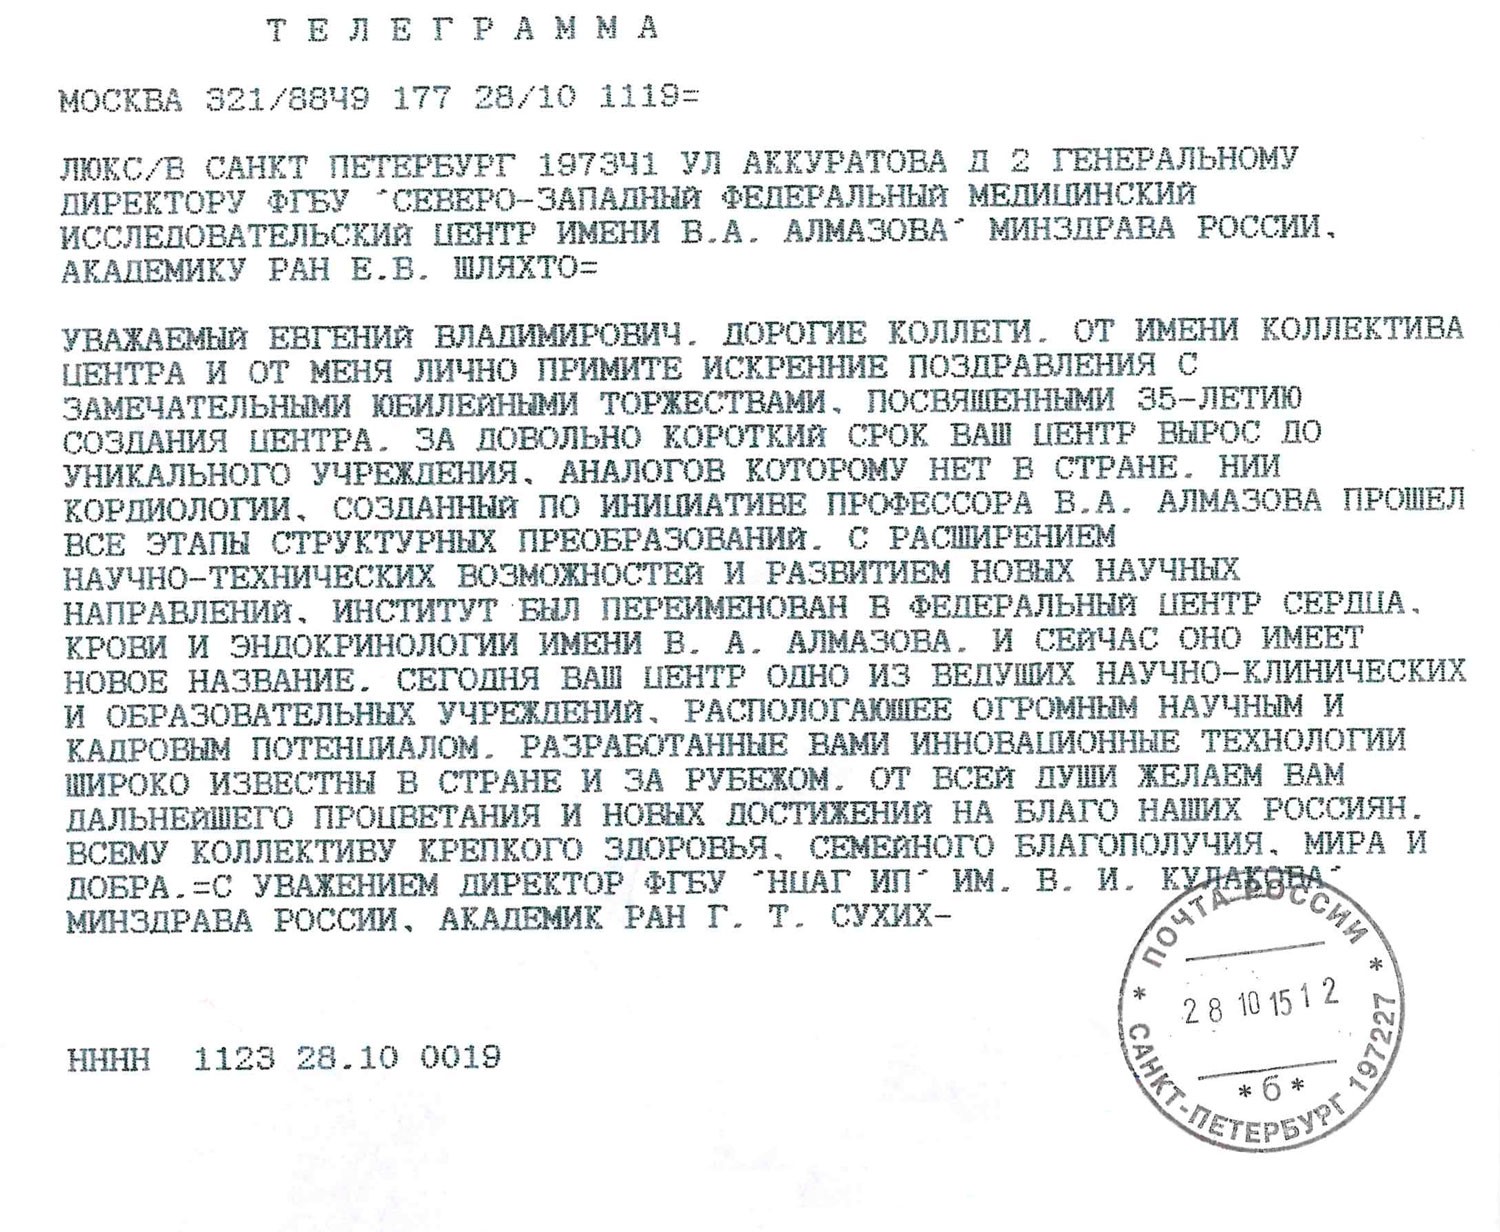 ТЕЛЕГРАММА
МОСКВА 321/8849 177 28/10 1119=
ЛЮКС/В САНКТ ПЕТЕРБУРГ 197341 УЛ АККУРАТОВА Д 2 ГЕНЕРАЛЬНОМУ
ДИРЕКТОРУ ФГБУ "СЕВЕРО-ЗАПАДНЫЙ ФЕДЕРАЛЬНЫЙ МЕДИЦИНСКИЙ
ИССЛЕДОВАТЕЛЬСКИЙ ЦЕНТР ИМЕНИ В.А. АЛМАЗОВА" МИНЗДРАВА РОССИИ,
АКАДЕМИКУ РАН Е.В. ШЛЯХТО=
УВАЖАЕМЫЙ ЕВГЕНИЙ ВЛАДИМИРОВИЧ. ДОРОГИЕ КОЛЛЕГИ. ОТ ИМЕНИ КОЛЛЕКТИВА
ЦЕНТРА И ОТ МЕНЯ ЛИЧНО ПРИМИТЕ ИСКРЕННИЕ ПОЗДРАВЛЕНИЯ С
ЗАМЕЧАТЕЛЬНЫМИ ЮБИЛЕЙНЫМИ ТОРЖЕСТВАМИ, ПОСВЯЩЕННЫМИ 35-ЛЕТИЮ
СОЗДАНИЯ ЦЕНТРА. ЗА ДОВОЛЬНО КОРОТКИЙ СРОК ВАШ ЦЕНТР ВЫРОС ДО
УНИКАЛЬНОГО УЧРЕЖДЕНИЯ, АНАЛОГОВ КОТОРОМУ НЕТ В СТРАНЕ. НИИ
КОРДИОЛОГИИ, СОЗДАННЫЙ ПО ИНИЦИАТИВЕ ПРОФЕССОРА В.А. АЛМАЗОВА ПРОШЕЛ
ВСЕ ЭТАПЫ СТРУКТУРНЫХ ПРЕОБРАЗОВАНИЙ. С РАСШИРЕНИЕМ
НАУЧНО-ТЕХНИЧЕСКИХ ВОЗМОЖНОСТЕЙ И РАЗВИТИЕМ НОВЫХ НАУЧНЫХ
НАПРАВЛЕНИЙ, ИНСТИТУТ БЫЛ ПЕРЕИМЕНОВАН В ФЕДЕРАЛЬНЫЙ ЦЕНТР СЕРДЦА,
КРОВИ И ЭНДОКРИНОЛОГИИ ИМЕНИ В. А. АЛМАЗОВА. И СЕЙЧАС ОНО ИМЕЕТ
НОВОЕ НАЗВАНИЕ. СЕГОДНЯ ВАШ ЦЕНТР ОДНО ИЗ ВЕДУЩИХ НАУЧНО-КЛИНИЧЕСКИХ
И ОБРАЗОВАТЕЛЬНЫХ УЧРЕЖДЕНИЙ, РАСПОЛОГАЮЩЕЕ ОГРОМНЫМ НАУЧНЫМ И
КАДРОВЫМ ПОТЕНЦИАЛОМ. РАЗРАБОТАННЫЕ ВАМИ ИННОВАЦИОННЫЕ ТЕХНОЛОГИИ
ШИРОКО ИЗВЕСТНЫ В СТРАНЕ И ЗА РУБЕЖОМ. ОТ ВСЕЙ ДУШИ ЖЕЛАЕМ ВАМ
ДАЛЬНЕЙШЕГО ПРОЦВЕТАНИЯ И НОВЫХ ДОСТИЖЕНИЙ НА БЛАГО НАШИХ РОССИЯН.
ВСЕМУ КОЛЛЕКТИВУ КРЕПКОГО ЗДОРОВЬЯ, СЕМЕЙНОГО БЛАГОПОЛУЧИЯ, МИРА И
ДОБРА.=С УВАЖЕНИЕМ ДИРЕКТОР ФГБУ "НЦАГ ИП" ИМ. В. И. КУЛАКОВА"
МИНЗДРАВА РОССИИ, АКАДЕМИК РАН Г. Т. СУХИХ-
НННН 1123 28.10 0019
* ПОЧТА РОССИИ *
28 10 15 12
*6*
САНКТ-ПЕТЕРБУРГ 197227